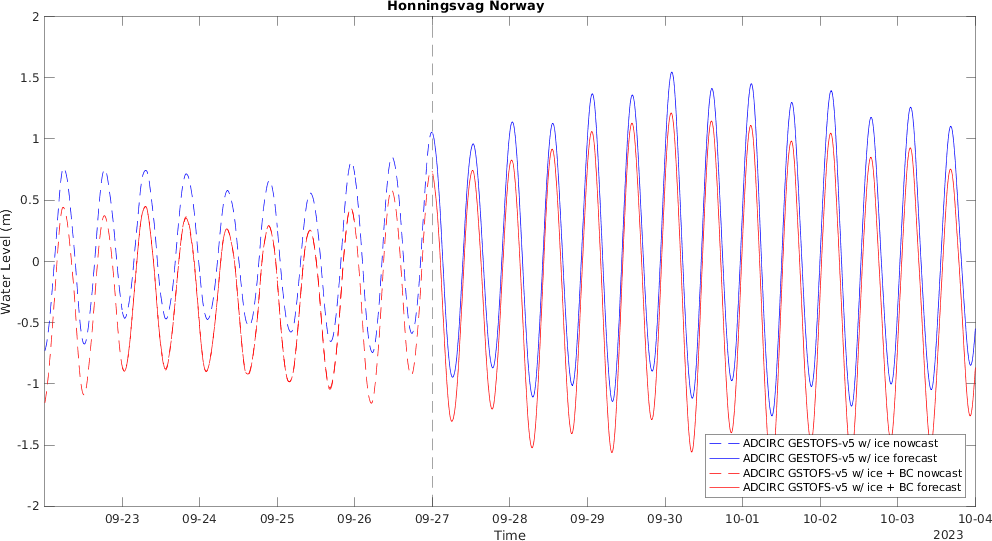 Honningsvag Norway
2
1.5
1
0.5
0
-0.5
-1
-1.5
-2
Water Level (m)
09-23 09-24 09-25 09-26 09-27 09-28 09-29 09-30 10-01 10-02 10-03 10-04
Time
2023
ADCIRC GESTOFS-v5 w/ ice nowcast
ADCIRC GESTOFS-v5 w/ ice forecast
ADCIRC GSTOFS-v5 w/ ice + BC nowcast
ADCIRC GSTOFS-v5 w/ ice + BC forecast